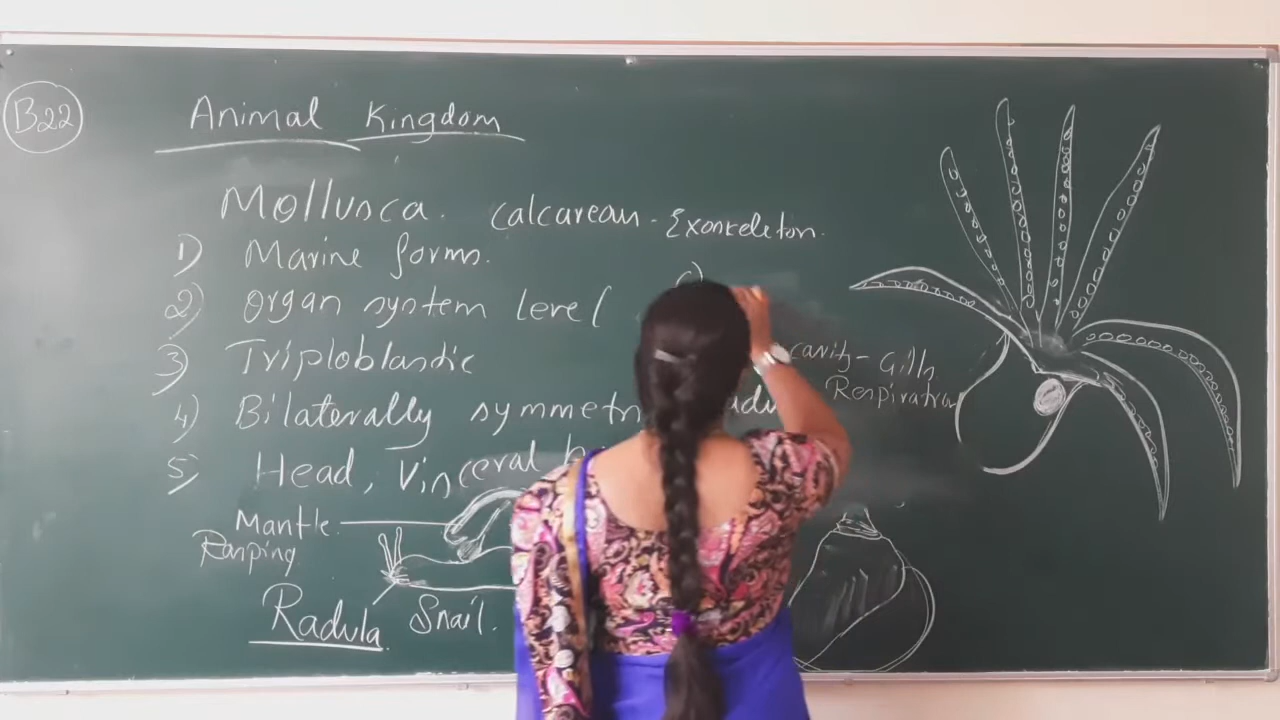 B22
Animal Kingdom
Mollusca. Calcarean - Exoskeleton.
1) Marine forms.
2) Organ system level
3) Triploblastic
4) Bilaterally symmetr
5) Head, Visceral h
cavity - Gills
Respiration
Mantle
Rasping
Radula
Snail.